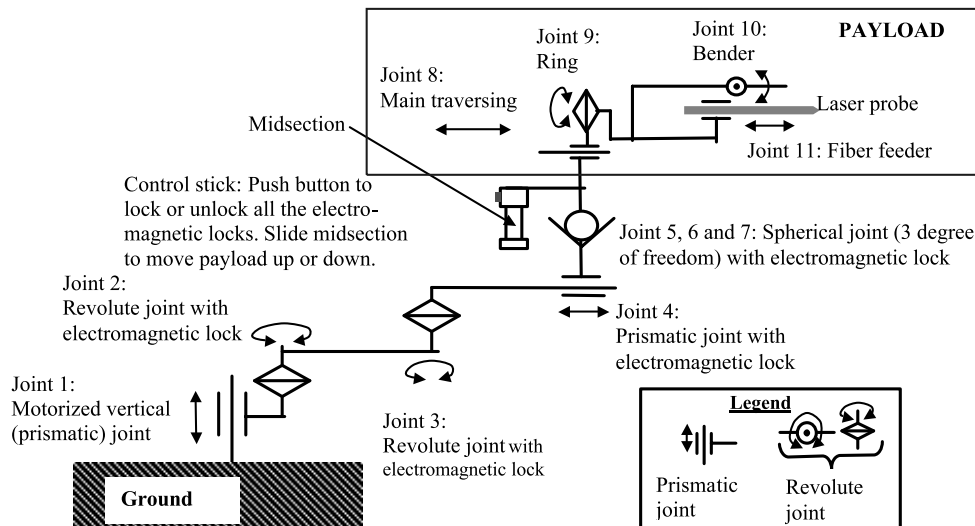 PAYLOAD
Joint 10:
Bender
Joint 9:
Ring
Joint 8:
Main traversing
Laser probe
Joint 11: Fiber feeder
Midsection
Control stick: Push button to
lock or unlock all the electro-
magnetic locks. Slide midsection
to move payload up or down.
Joint 5, 6 and 7: Spherical joint (3 degree
of freedom) with electromagnetic lock
Joint 2:
Revolute joint with
electromagnetic lock
Joint 4:
Prismatic joint with
electromagnetic lock
Joint 1:
Motorized vertical
(prismatic) joint
Joint 3:
Revolute joint with
electromagnetic lock
Ground
Legend
Prismatic
joint
Revolute
joint